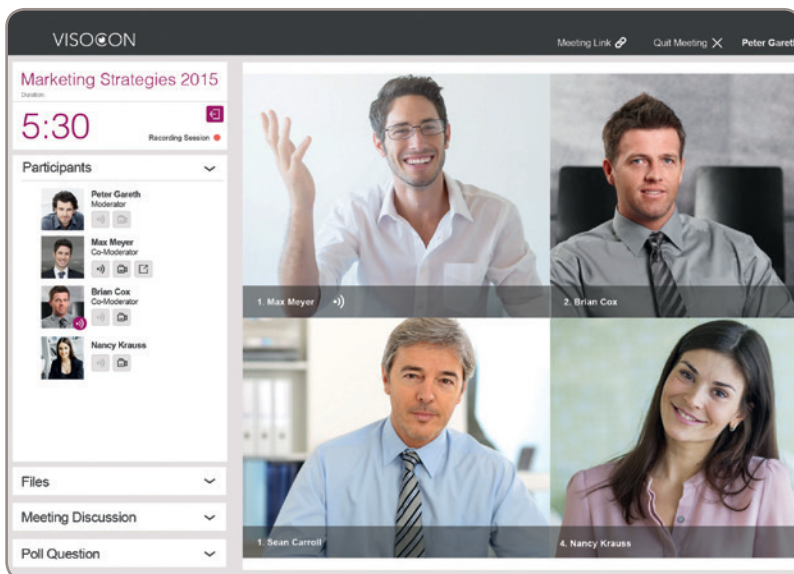 VISOCON
Meeting Link
Quit Meeting
Peter Gareth
Marketing Strategies 2015
Duration:
5:30
Recording Session
Participants
Peter Gareth
Moderator
Max Meyer
Co-Moderator
Brian Cox
Co-Moderator
Nancy Krauss
Files
Meeting Discussion
Poll Question
1. Max Meyer
2. Brian Cox
1. Sean Carroll
4. Nancy Krauss